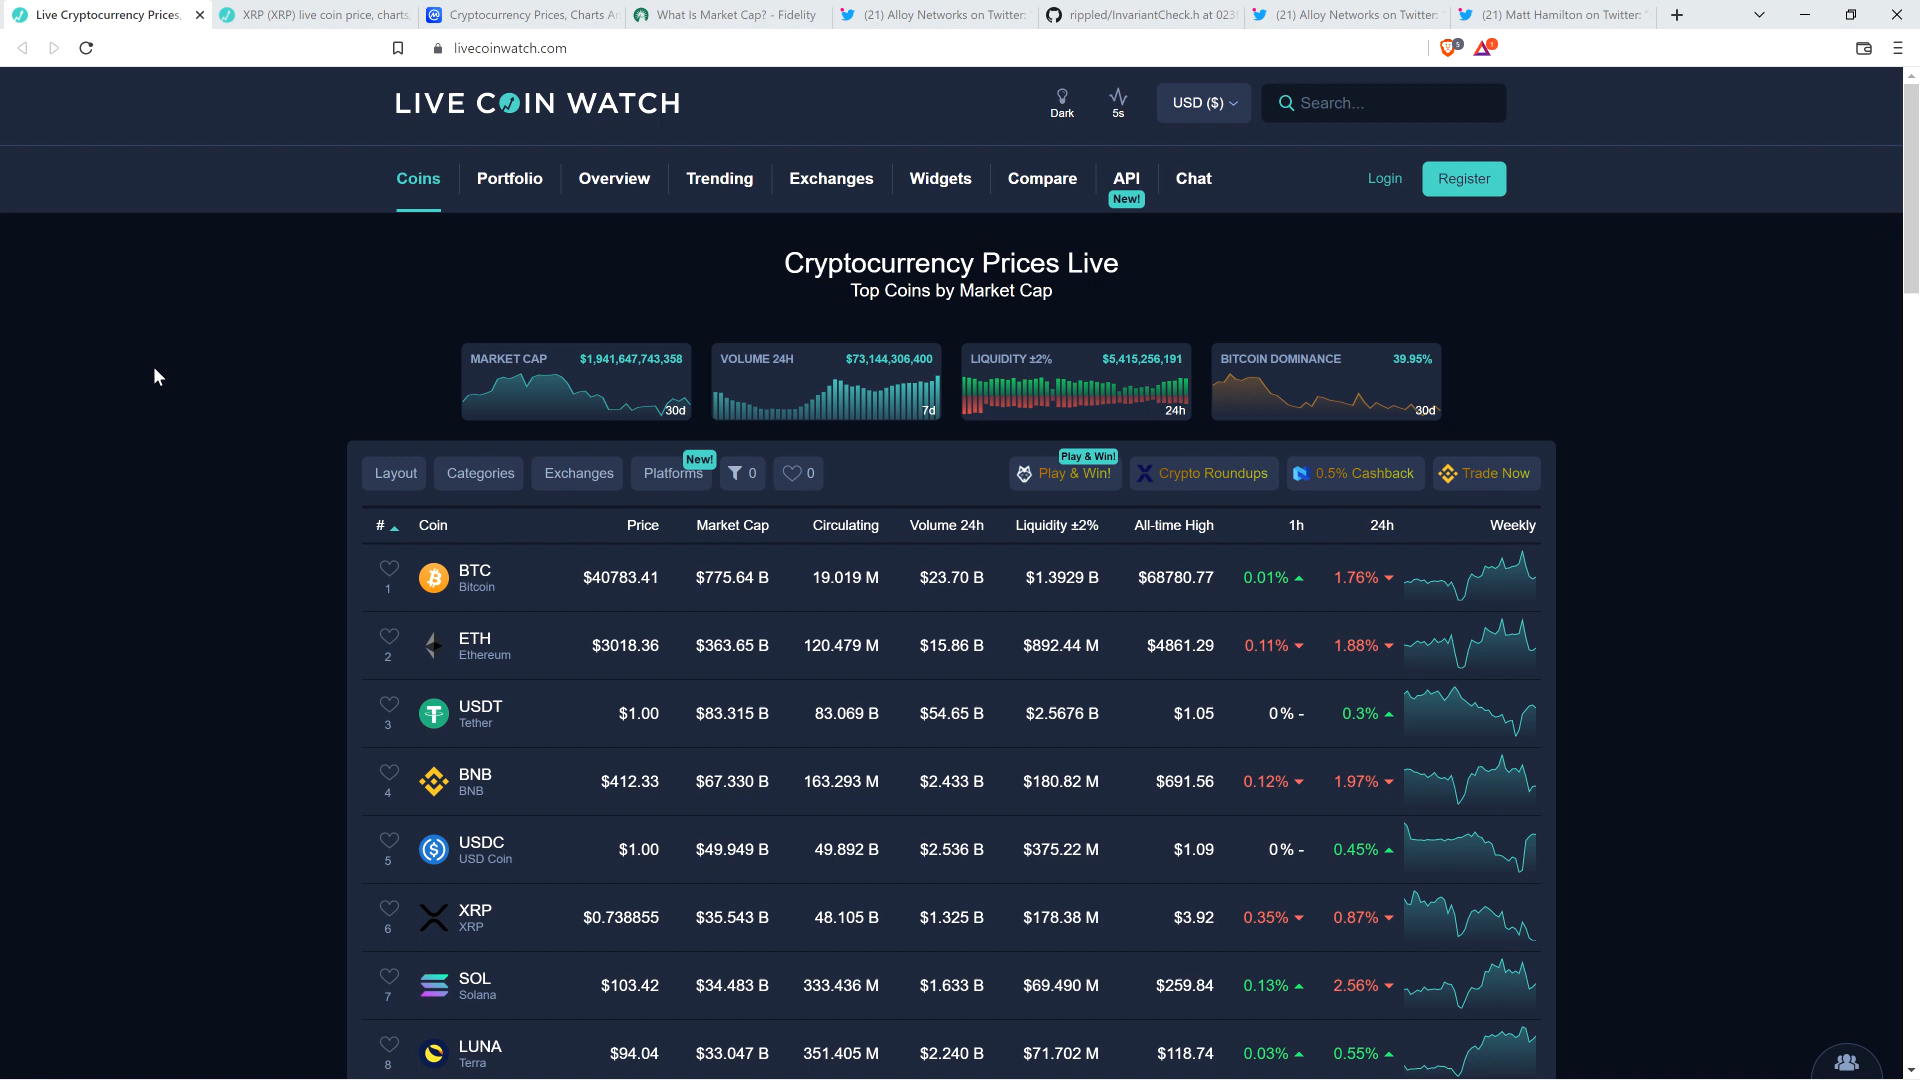 Live Cryptocurrency Prices,
XRP (XRP) live coin price, charts,
Cryptocurrency Prices, Charts An
What Is Market Cap? - Fidelity
(21) Alloy Networks on Twitter:
rippled/InvariantCheck.h at 023
(21) Alloy Networks on Twitter: "
(21) Matt Hamilton on Twitter: "
livecoinwatch.com
5
1
LIVE COIN WATCH
Dark
5s
USD ($)
Search...
Coins
Portfolio
Overview
Trending
Exchanges
Widgets
Compare
API
New!
Chat
Login
Register
Cryptocurrency Prices Live
Top Coins by Market Cap
MARKET CAP $1,941,647,743,358
30d
VOLUME 24H $73,144,306,400
7d
LIQUIDITY ±2% $5,415,256,191
24h
BITCOIN DOMINANCE 39.95%
30d
Layout
Categories
Exchanges
Platforms
New!
0
0
Play & Win!
Play & Win!
Crypto Roundups
0.5% Cashback
Trade Now
# Coin Price Market Cap Circulating Volume 24h Liquidity ±2% All-time High 1h 24h Weekly
1 BTC Bitcoin $40783.41 $775.64 B 19.019 M $23.70 B $1.3929 B $68780.77 0.01% 1.76%
2 ETH Ethereum $3018.36 $363.65 B 120.479 M $15.86 B $892.44 M $4861.29 0.11% 1.88%
3 USDT Tether $1.00 $83.315 B 83.069 B $54.65 B $2.5676 B $1.05 0% - 0.3%
4 BNB BNB $412.33 $67.330 B 163.293 M $2.433 B $180.82 M $691.56 0.12% 1.97%
5 USDC USD Coin $1.00 $49.949 B 49.892 B $2.536 B $375.22 M $1.09 0% - 0.45%
6 XRP XRP $0.738855 $35.543 B 48.105 B $1.325 B $178.38 M $3.92 0.35% 0.87%
7 SOL Solana $103.42 $34.483 B 333.436 M $1.633 B $69.490 M $259.84 0.13% 2.56%
8 LUNA Terra $94.04 $33.047 B 351.405 M $2.240 B $71.702 M $118.74 0.03% 0.55%